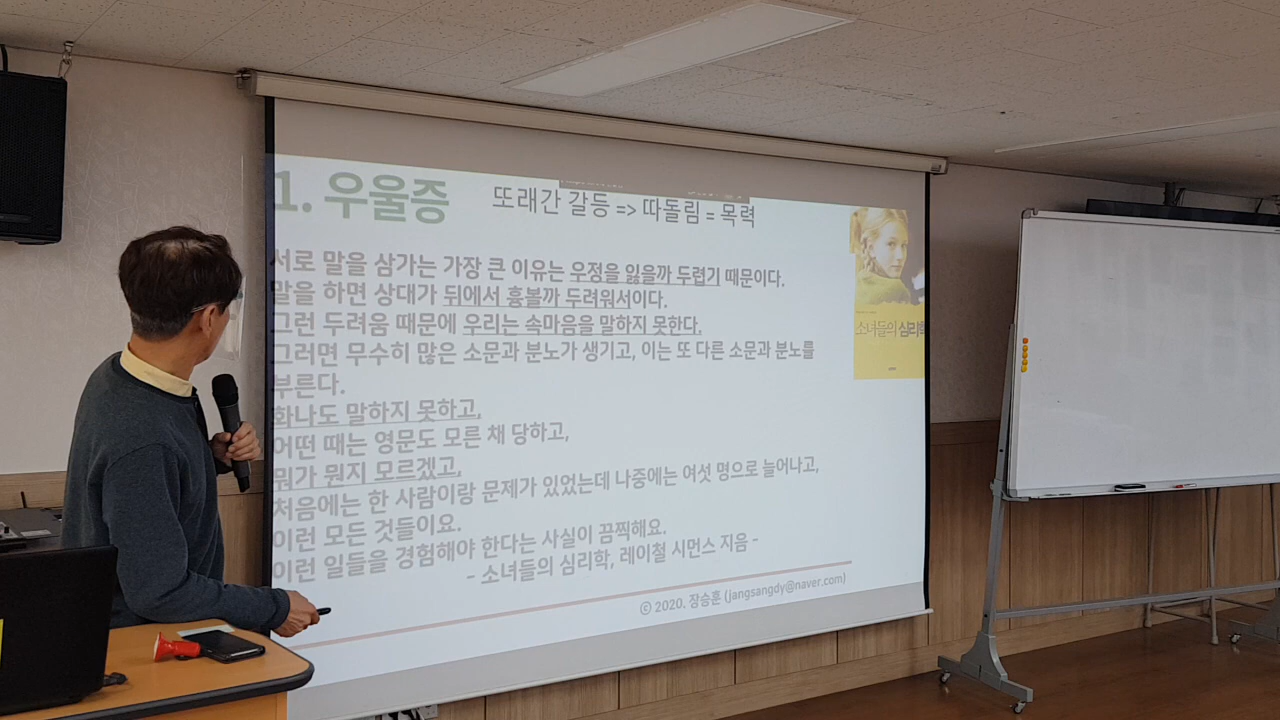 1. 우울증
또래간 갈등 => 따돌림 = 목력
서로 말을 삼가는 가장 큰 이유는 우정을 잃을까 두렵기 때문이다.
말을 하면 상대가 뒤에서 흉볼까 두려워서이다.
그런 두려움 때문에 우리는 속마음을 말하지 못한다.
그러면 무수히 많은 소문과 분노가 생기고, 이는 또 다른 소문과 분노를
부른다.
화나도 말하지 못하고,
어떤 때는 영문도 모른 채 당하고,
뭐가 뭔지 모르겠고,
처음에는 한 사람이랑 문제가 있었는데 나중에는 여섯 명으로 늘어나고,
이런 모든 것들이요.
이런 일들을 경험해야 한다는 사실이 끔찍해요.
- 소녀들의 심리학, 레이철 시먼스 지음 -
ⓒ 2020. 장승훈 (jangsangdy@naver.com)
소녀들의 심리학